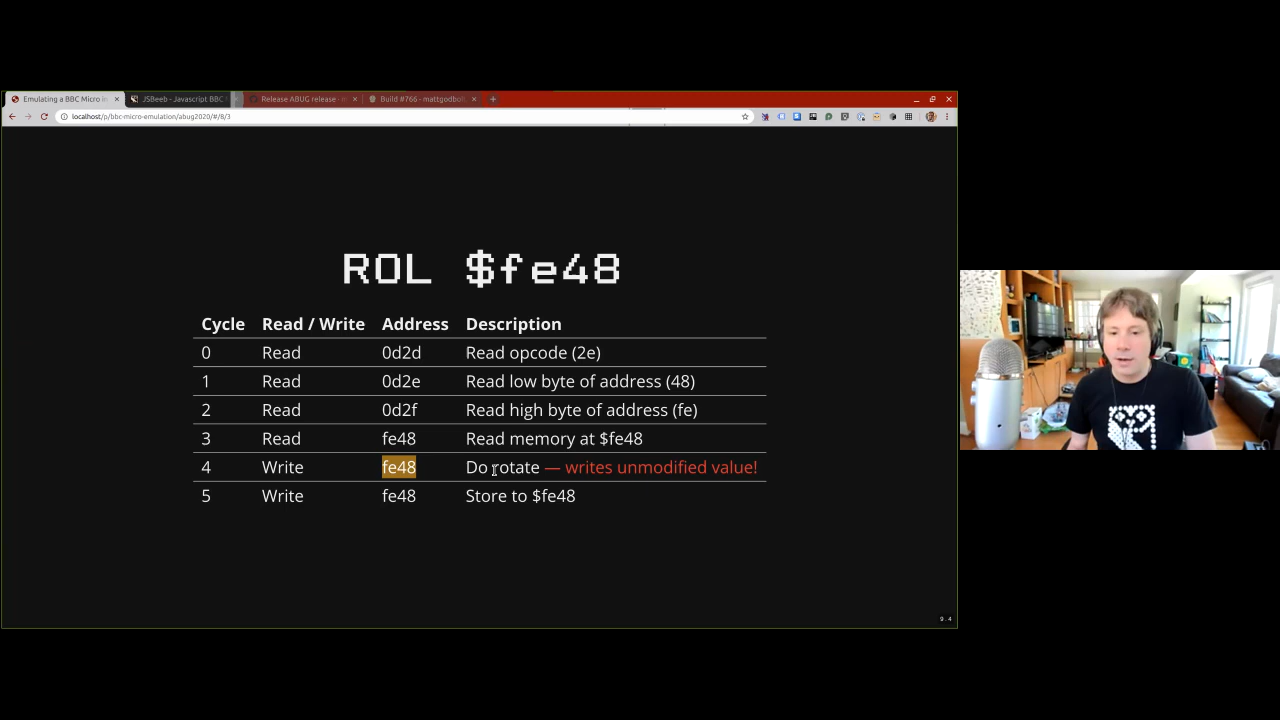 Emulating a BBC Micro i
JSBeeb - Javascript BBC
Release ABUG release
Build #766 - mattgodbol
localhost/p/bbc-micro-emulation/abug2020/#/8/3
ROL $fe48
Cycle Read / Write Address Description
0 Read 0d2d Read opcode (2e)
1 Read 0d2e Read low byte of address (48)
2 Read 0d2f Read high byte of address (fe)
3 Read fe48 Read memory at $fe48
4 Write fe48 Do rotate — writes unmodified value!
5 Write fe48 Store to $fe48
9.4